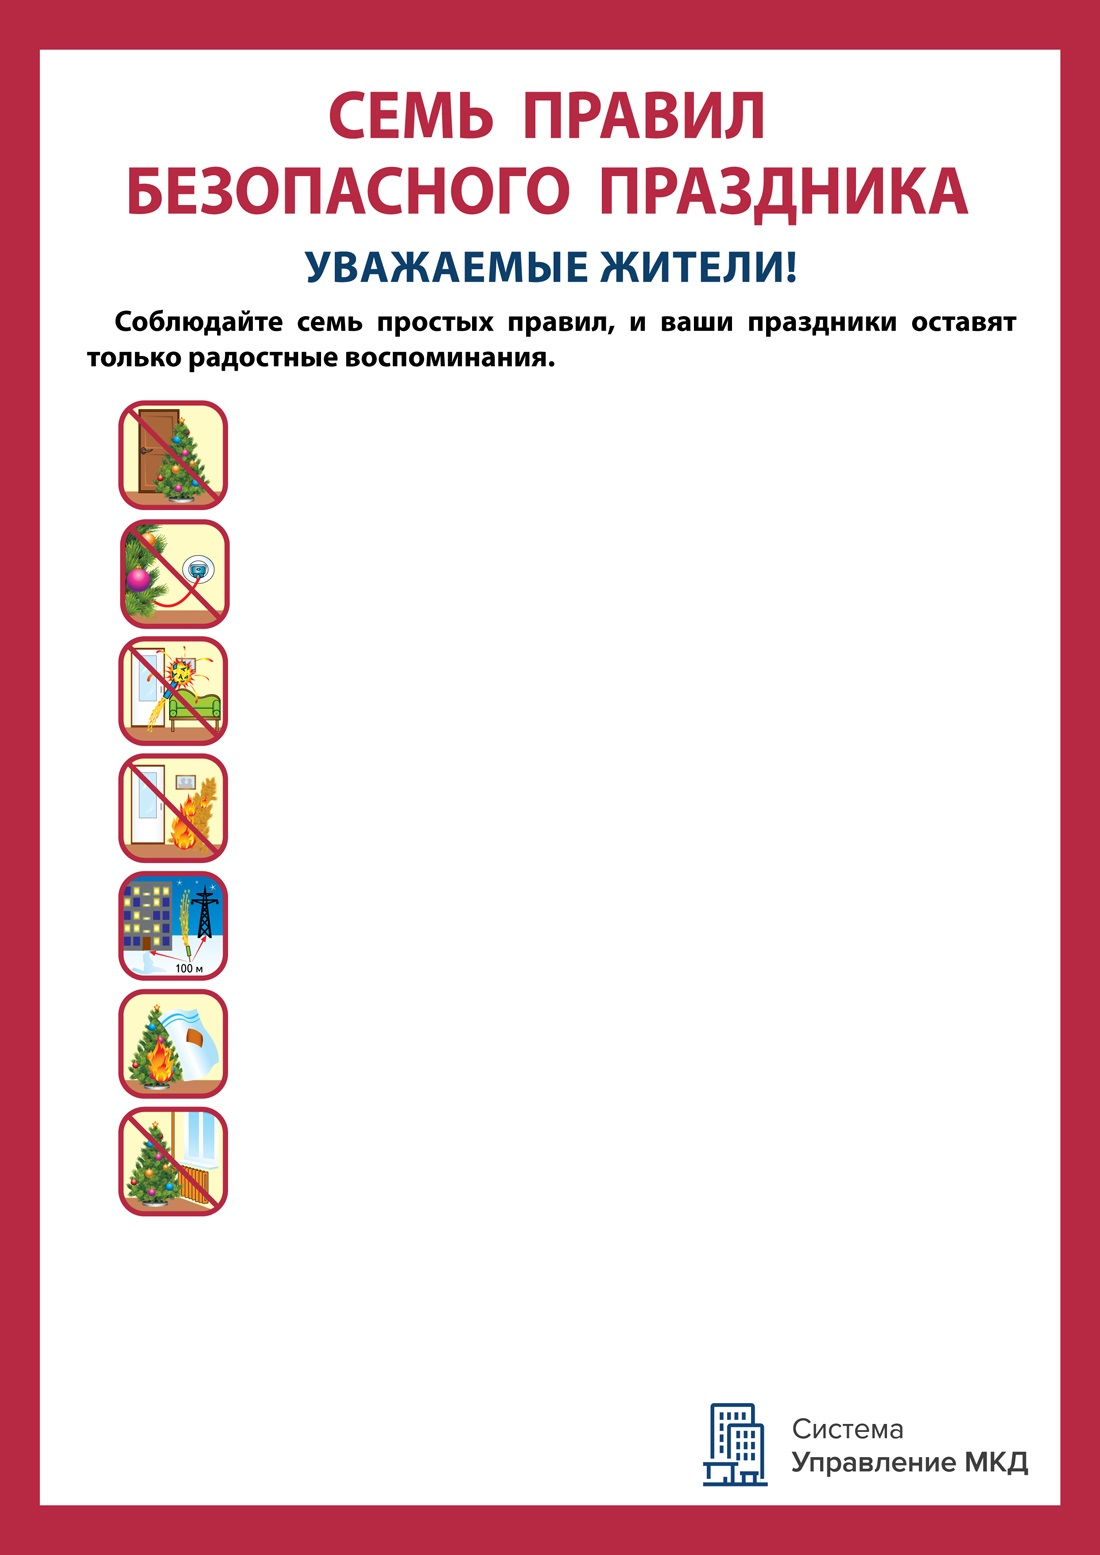 СЕМЬ ПРАВИЛ
БЕЗОПАСНОГО ПРАЗДНИКА
УВАЖАЕМЫЕ ЖИТЕЛИ!
Соблюдайте семь простых правил, и ваши праздники оставят
только радостные воспоминания.
100 м
Система
Управление МКД